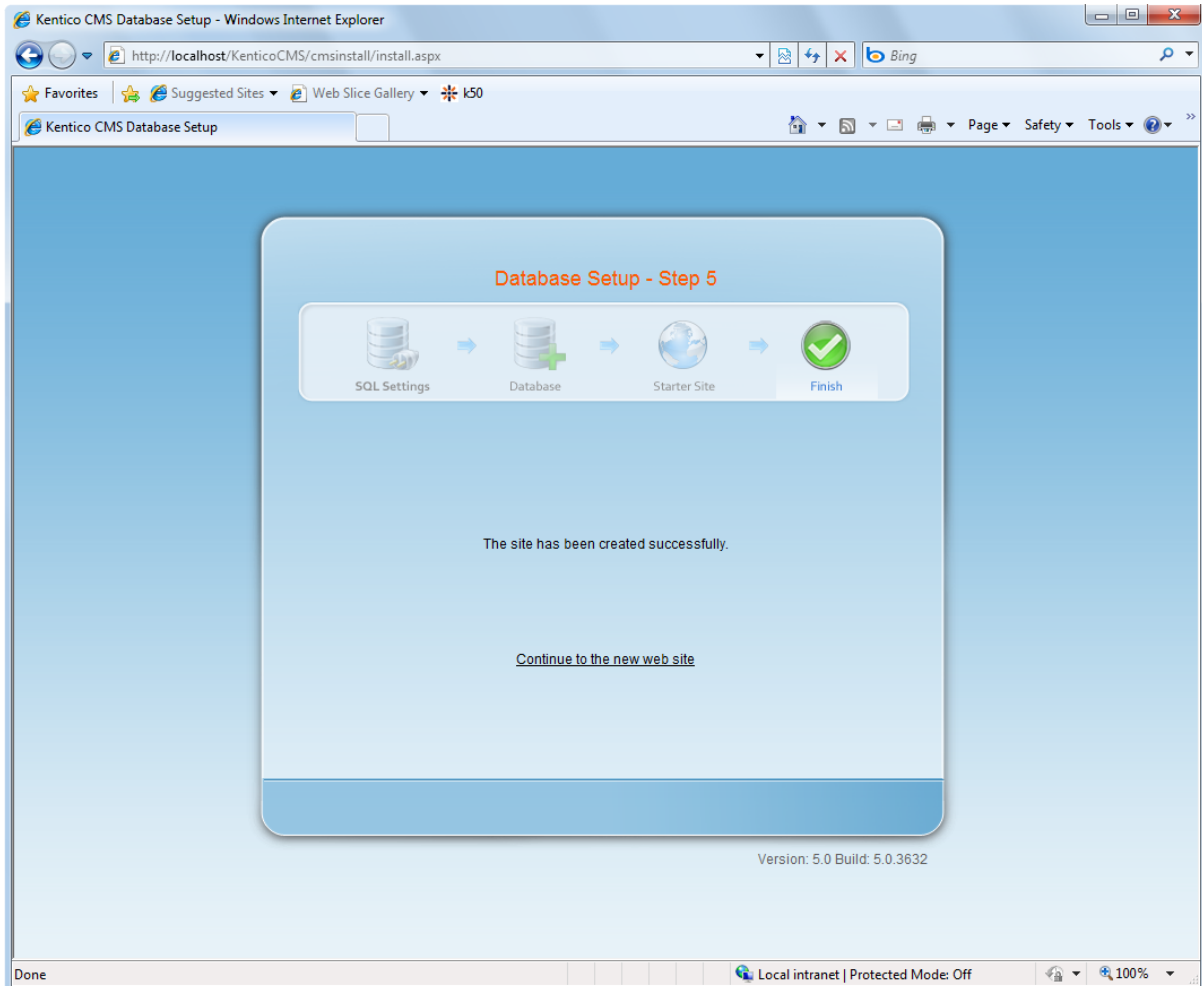 Kentico CMS Database Setup - Windows Internet Explorer
http://localhost/KenticoCMS/cmsinstall/install.aspx
Bing
Favorites Suggested Sites Web Slice Gallery k50
Kentico CMS Database Setup
Page Safety Tools
Database Setup - Step 5
SQL Settings Database Starter Site Finish
The site has been created successfully.
Continue to the new web site
Version: 5.0 Build: 5.0.3632
Done Local intranet | Protected Mode: Off 100%